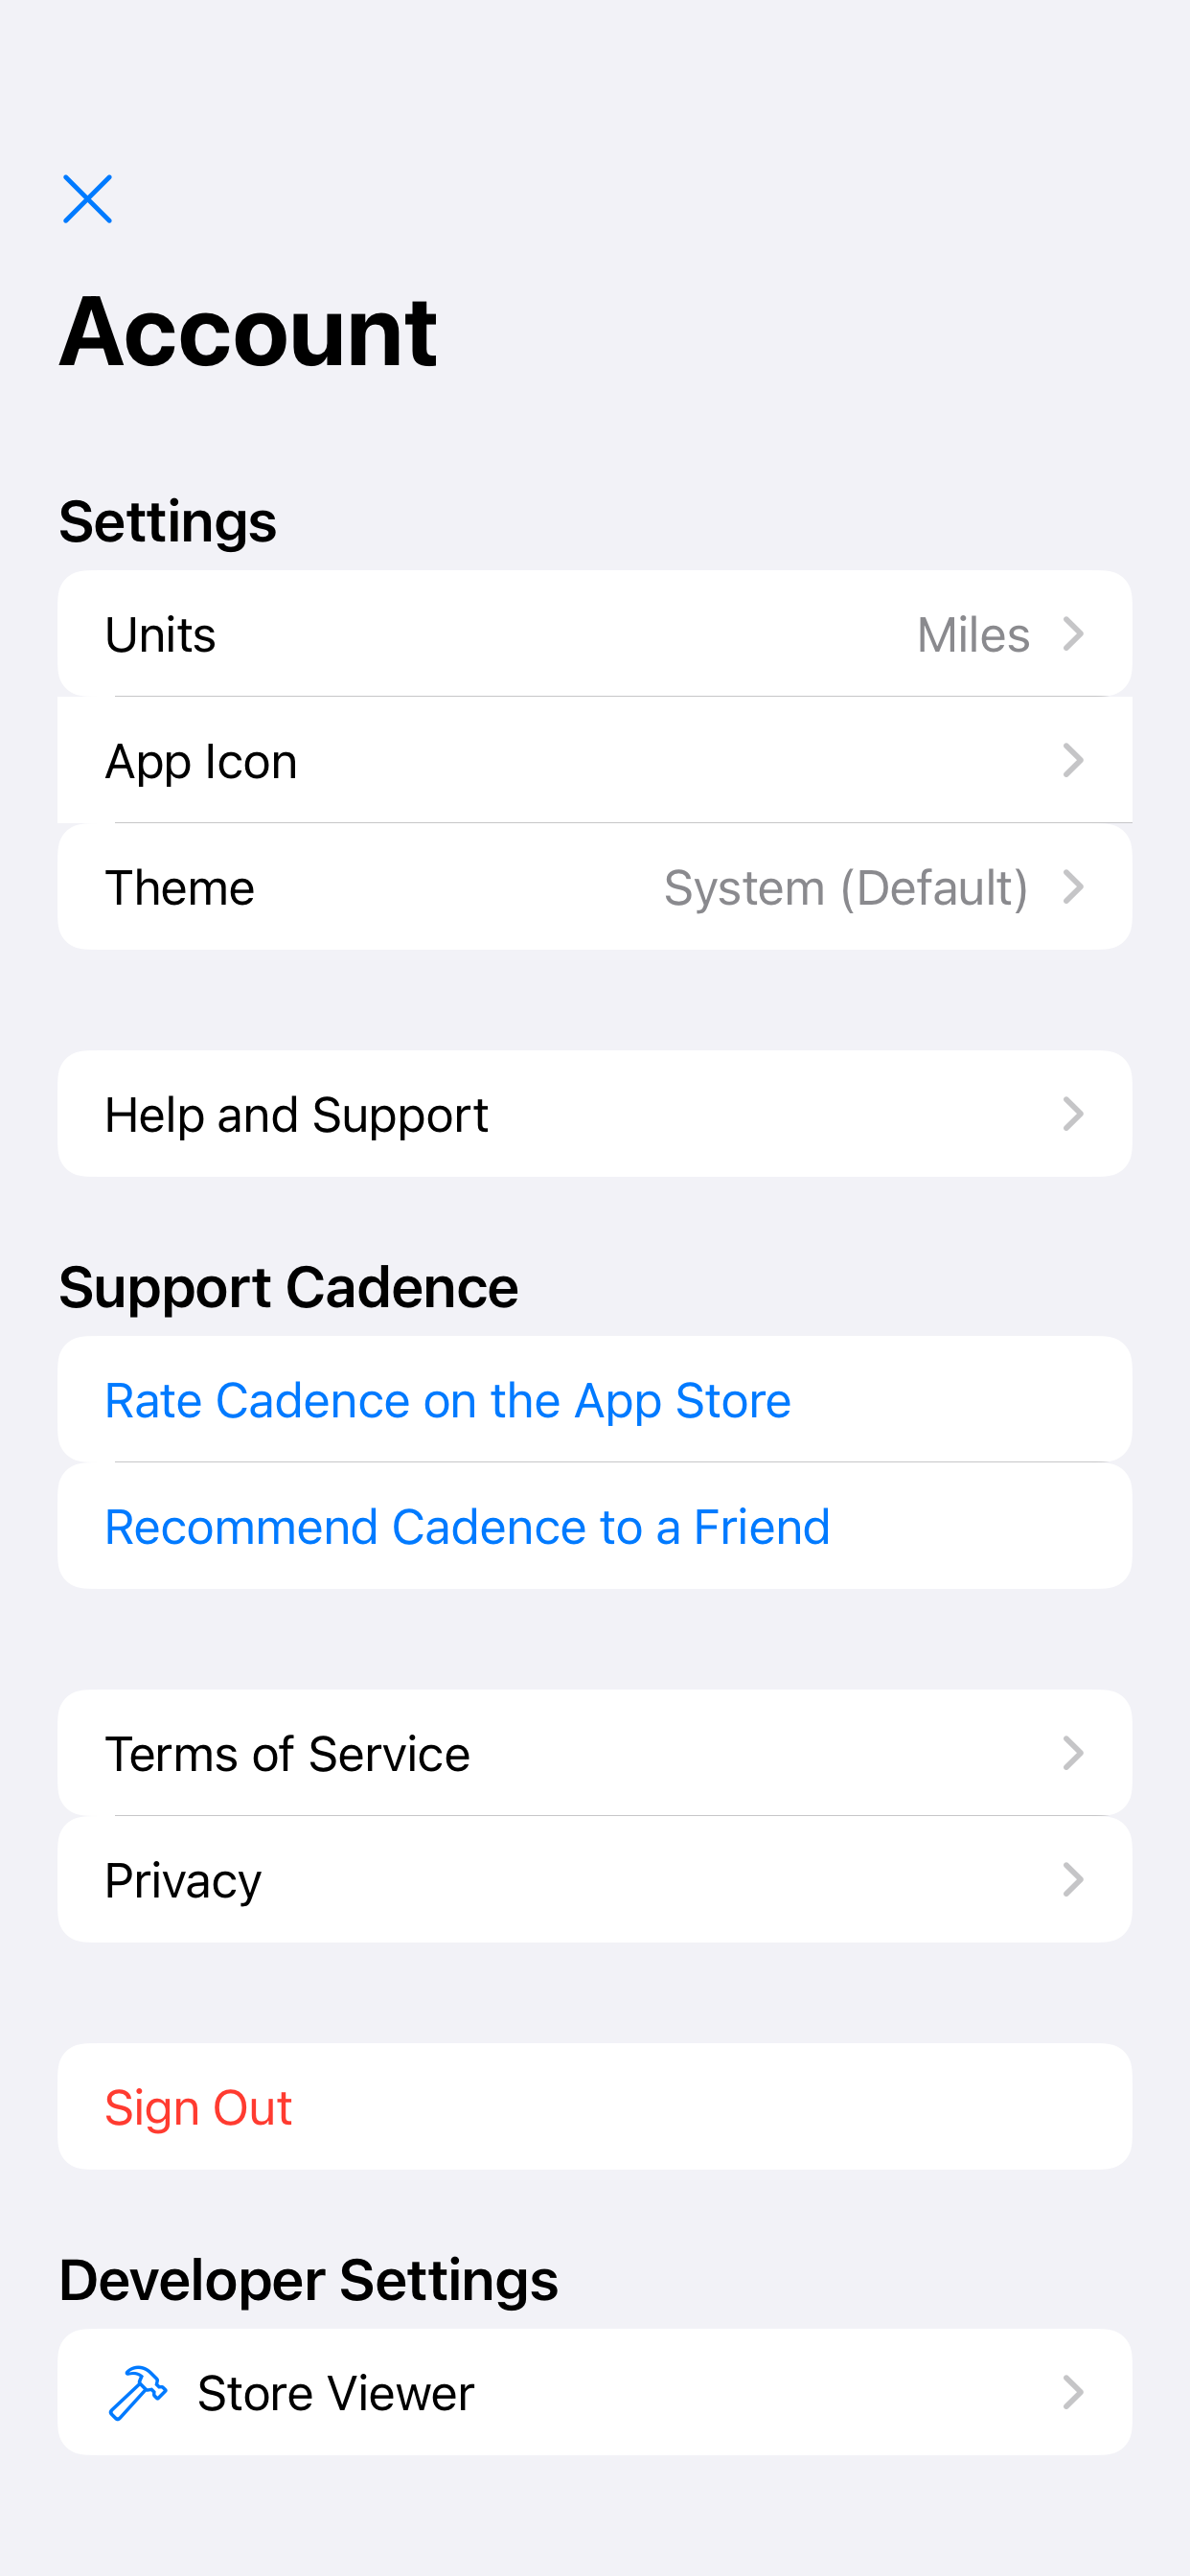 Account
Settings
Units Miles
App Icon
Theme System (Default)
Help and Support
Support Cadence
Rate Cadence on the App Store
Recommend Cadence to a Friend
Terms of Service
Privacy
Sign Out
Developer Settings
Store Viewer